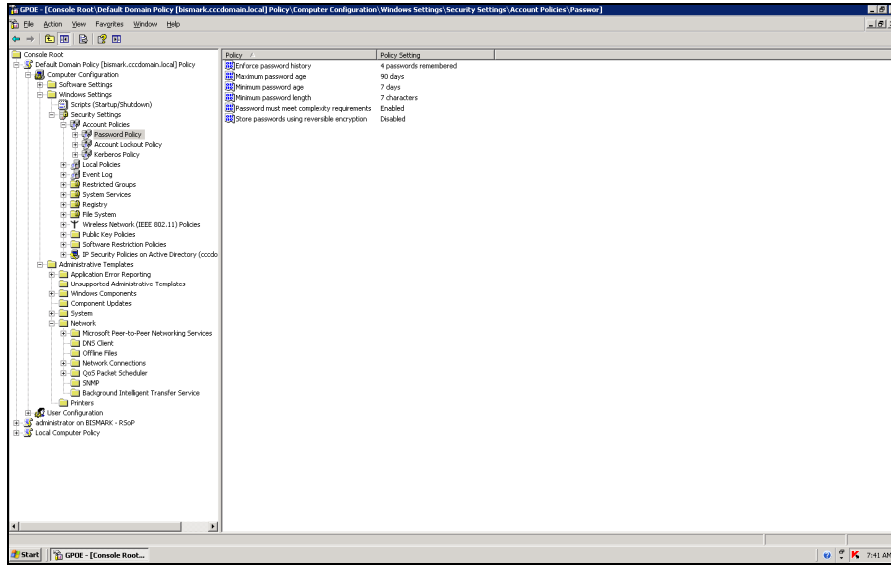 GPOE - [Console Root\Default Domain Policy [bismark.cccdomain.local] Policy\Computer Configuration\Windows Settings\Security Settings\Account Policies\Passwor]
File Action View Favorites Window Help
Console Root
Default Domain Policy [bismark.cccdomain.local] Policy
Computer Configuration
Software Settings
Windows Settings
Scripts (Startup/Shutdown)
Security Settings
Account Policies
Password Policy
Account Lockout Policy
Kerberos Policy
Local Policies
Event Log
Restricted Groups
System Services
Registry
File System
Wireless Network (IEEE 802.11) Policies
Public Key Policies
Software Restriction Policies
IP Security Policies on Active Directory (cccdo
Administrative Templates
Application Error Reporting
Unsupported Administrative Templates
Windows Components
Component Updates
System
Network
Microsoft Peer-to-Peer Networking Services
DNS Client
Offline Files
Network Connections
QoS Packet Scheduler
SNMP
Background Intelligent Transfer Service
Printers
User Configuration
administrator on BISMARK - RSoP
Local Computer Policy
Policy Policy Setting
Enforce password history 4 passwords remembered
Maximum password age 90 days
Minimum password age 7 days
Minimum password length 7 characters
Password must meet complexity requirements Enabled
Store passwords using reversible encryption Disabled
Start GPOE - [Console Root... K 7:41 AM